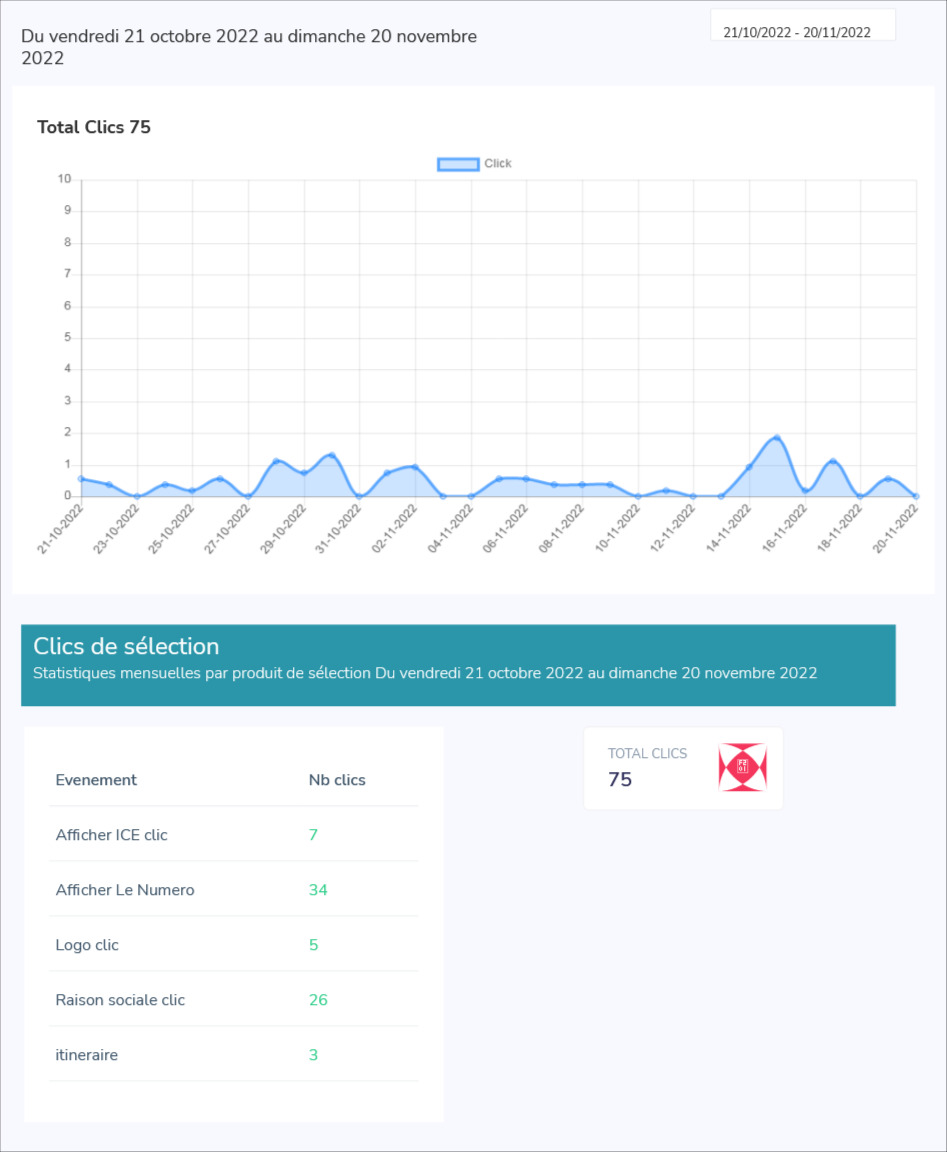 Du vendredi 21 octobre 2022 au dimanche 20 novembre
2022
21/10/2022 - 20/11/2022
Total Clics 75
Click
10
9
8
7
6
5
4
3
2
1
0
21-10-2022
23-10-2022
25-10-2022
27-10-2022
29-10-2022
31-10-2022
02-11-2022
04-11-2022
06-11-2022
08-11-2022
10-11-2022
12-11-2022
14-11-2022
16-11-2022
18-11-2022
20-11-2022
Clics de sélection
Statistiques mensuelles par produit de sélection Du vendredi 21 octobre 2022 au dimanche 20 novembre 2022
Evenement Nb clics
Afficher ICE clic 7
Afficher Le Numero 34
Logo clic 5
Raison sociale clic 26
itineraire 3
TOTAL CLICS
75